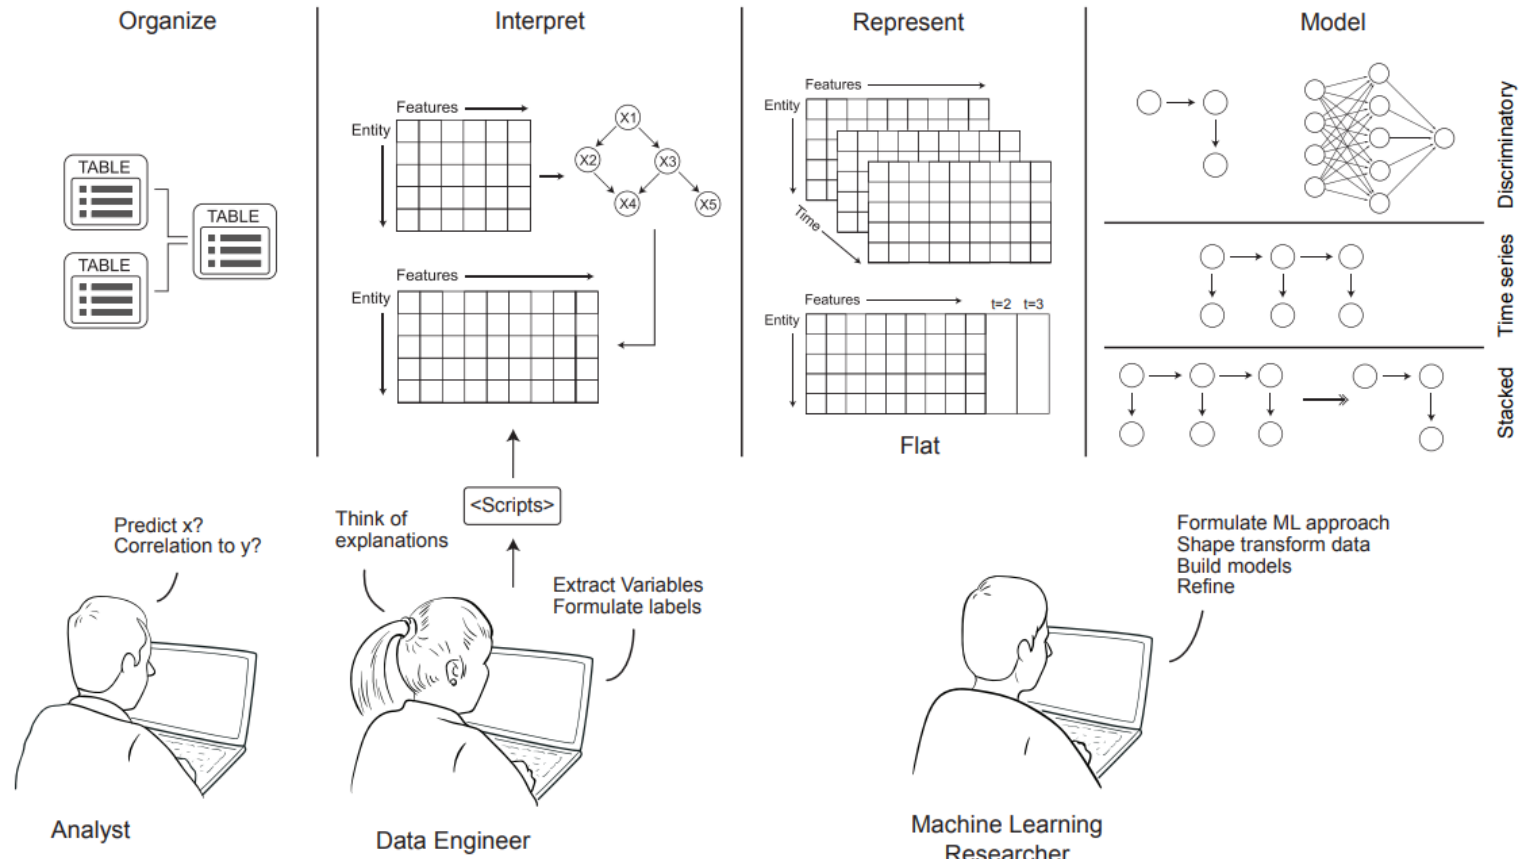 Organize
Interpret
Represent
Model
TABLE
TABLE
TABLE
Features
Entity
X1
X2
X3
X4
X5
Features
Entity
Features
Entity
Time
Features
t=2
t=3
Entity
Flat
Discriminatory
Time series
Stacked
<Scripts>
Predict x?
Correlation to y?
Think of
explanations
Extract Variables
Formulate labels
Formulate ML approach
Shape transform data
Build models
Refine
Analyst
Data Engineer
Machine Learning
Researcher